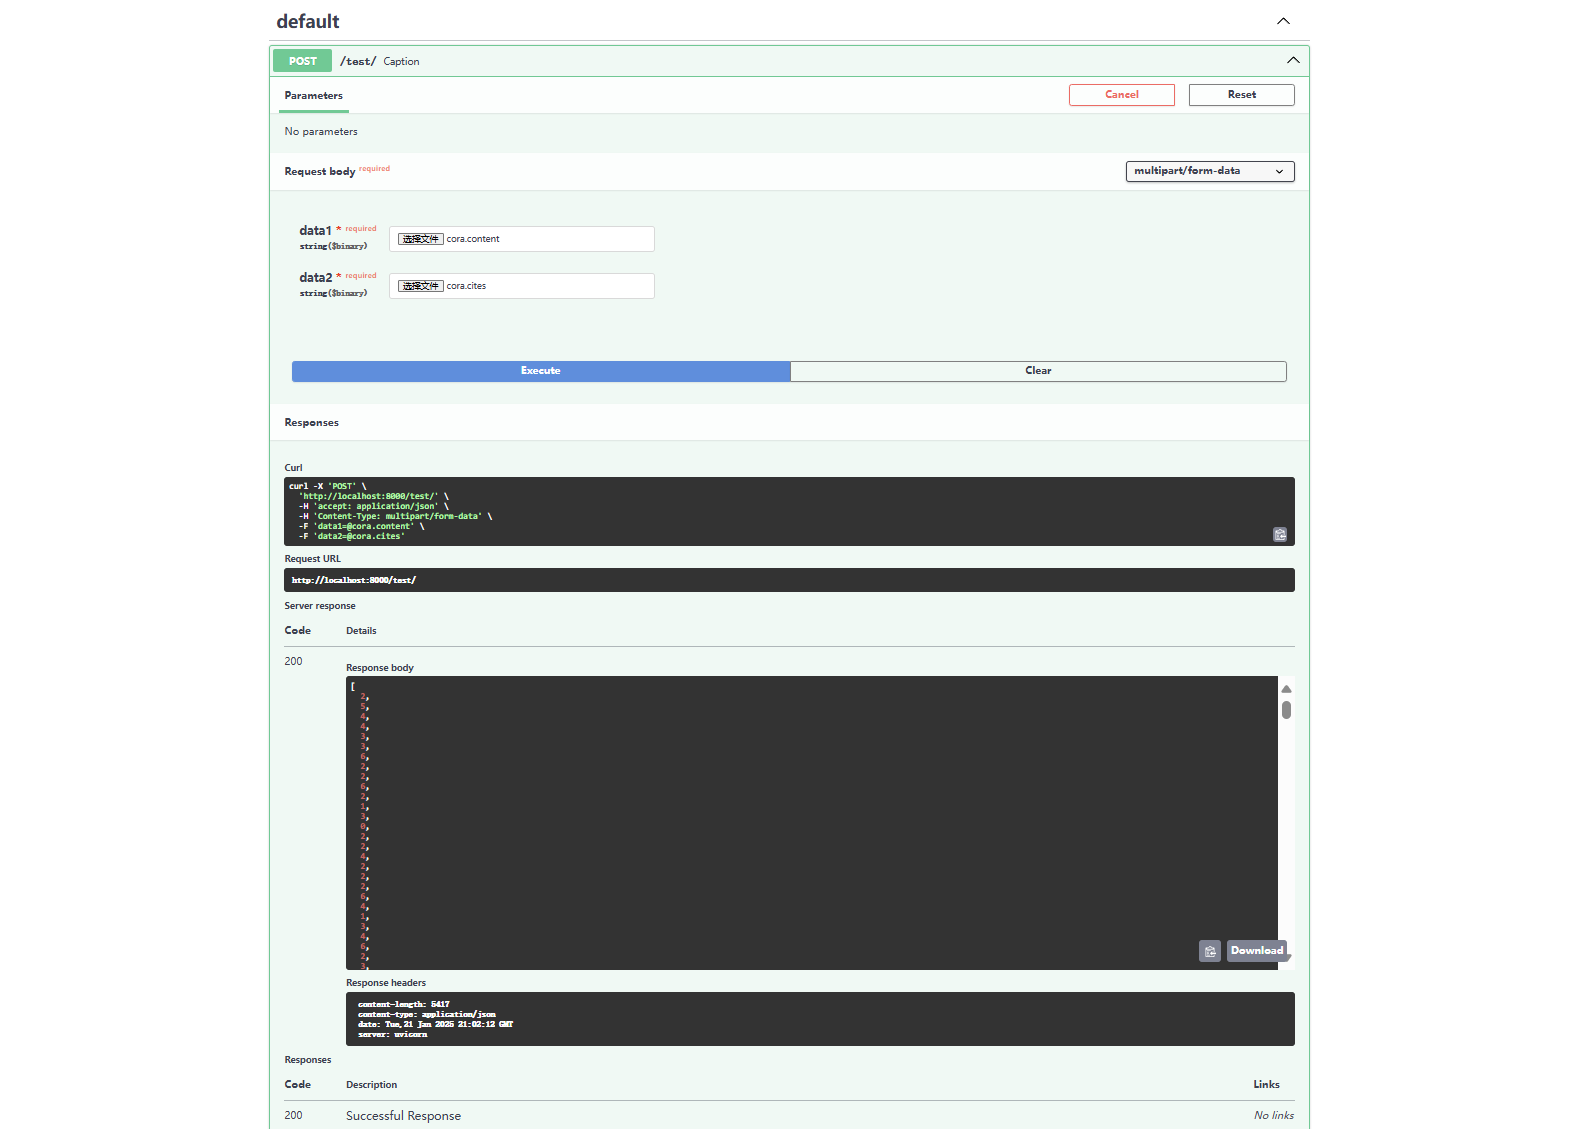 default
POST /test/ Caption
Parameters
Cancel
Reset
No parameters
Request body required
multipart/form-data
data1 * required
string($binary)
选择文件 cora.content
data2 * required
string($binary)
选择文件 cora.cites
Execute
Clear
Responses
Curl
curl -X 'POST' \
'http://localhost:8000/test/' \
-H 'accept: application/json' \
-H 'Content-Type: multipart/form-data' \
-F 'data1=@cora.content' \
-F 'data2=@cora.cites'
Request URL
http://localhost:8000/test/
Server response
Code Details
200
Response body
[
2,
5,
4,
4,
3,
3,
6,
2,
2,
6,
2,
1,
3,
0,
2,
2,
4,
2,
2,
2,
6,
4,
1,
3,
4,
6,
2,
3,
Download
Response headers
content-length: 5417
content-type: application/json
date: Tue,21 Jan 2025 21:02:12 GMT
server: uvicorn
Responses
Code Description Links
200 Successful Response No links